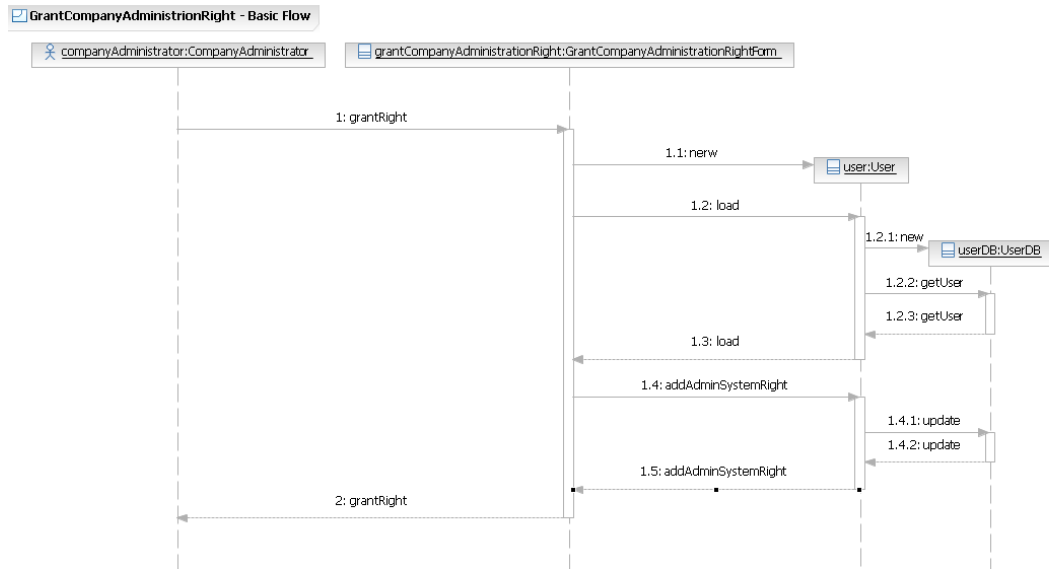 GrantCompanyAdministrionRight - Basic Flow
companyAdministrator:CompanyAdministrator
grantCompanyAdministrationRight:GrantCompanyAdministrationRightForm
1: grantRight
1.1: nerw
user:User
1.2: load
1.2.1: new
userDB:UserDB
1.2.2: getUser
1.2.3: getUser
1.3: load
1.4: addAdminSystemRight
1.4.1: update
1.4.2: update
1.5: addAdminSystemRight
2: grantRight